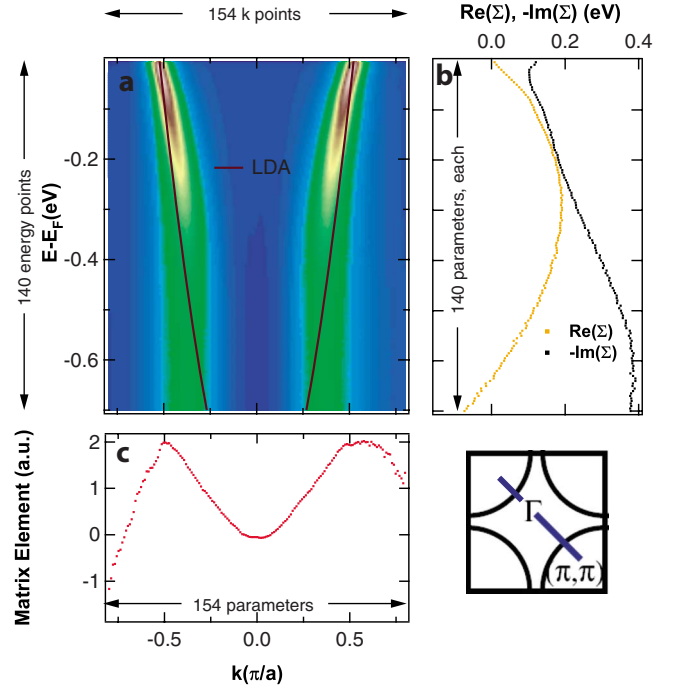 154 k points
Re(Σ), -Im(Σ) (eV)
0.0
0.2
0.4
a
b
140 energy points
E-E_F(eV)
-0.2
-0.4
-0.6
LDA
140 parameters, each
Re(Σ)
-Im(Σ)
Matrix Element (a.u.)
2
1
0
-1
c
154 parameters
-0.5
0.0
0.5
k(π/a)
Γ
(π,π)